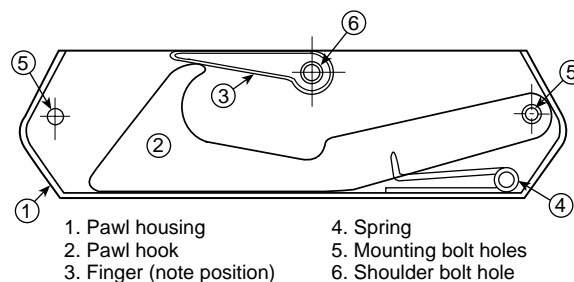 6
5
5
3
2
1
4
1. Pawl housing
2. Pawl hook
3. Finger (note position)
4. Spring
5. Mounting bolt holes
6. Shoulder bolt hole